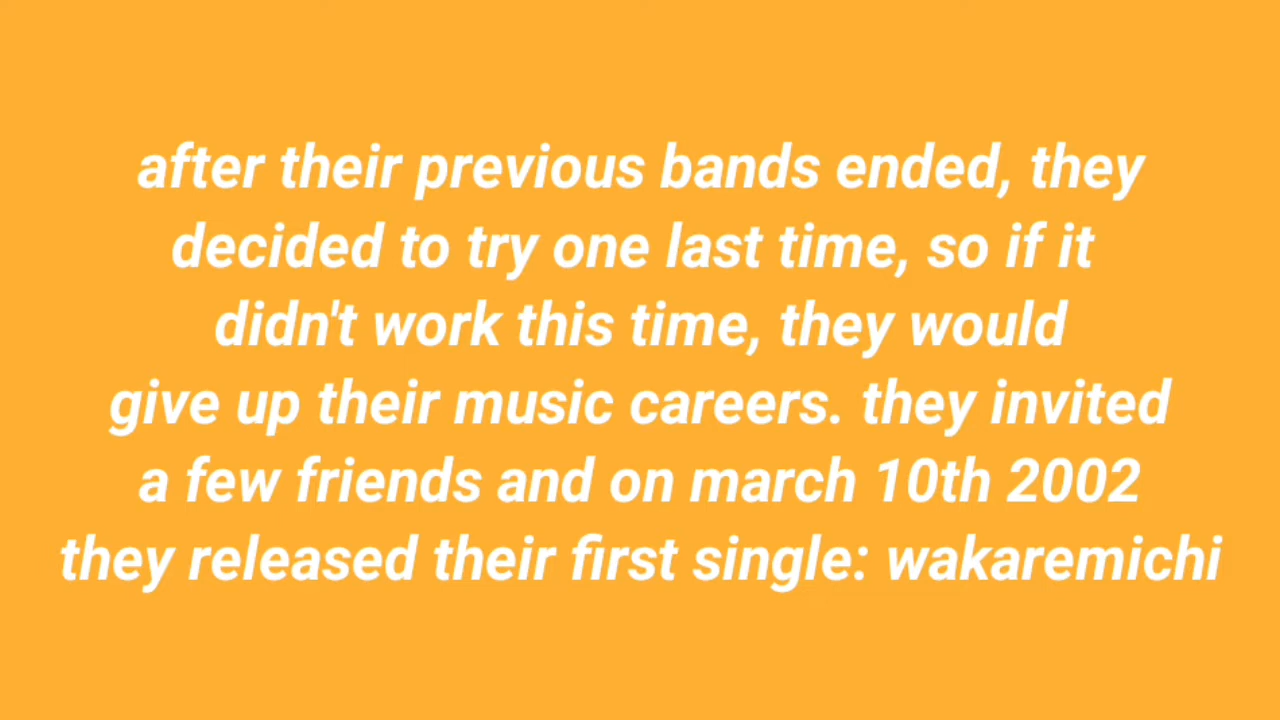 after their previous bands ended, they
decided to try one last time, so if it
didn't work this time, they would
give up their music careers. they invited
a few friends and on march 10th 2002
they released their first single: wakaremichi